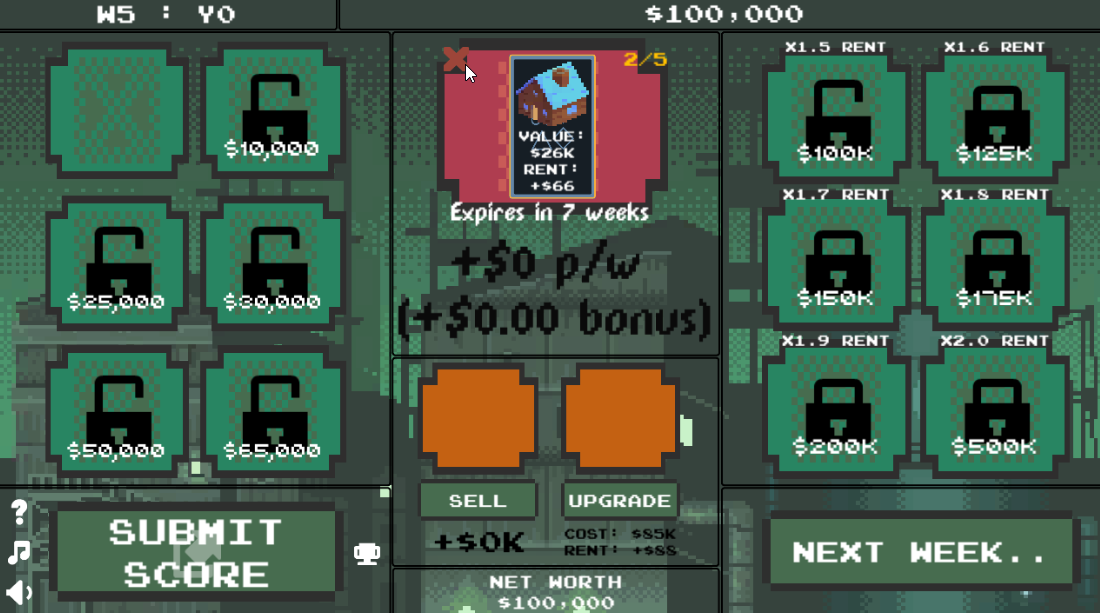 W5 : Y0
$100,000
$10,000
$25,000
$30,000
$50,000
$65,000
SUBMIT
SCORE
?
2/5
VALUE:
$26K
RENT:
+$66
Expires in 7 weeks
+$0 p/w
(+$0.00 bonus)
SELL
UPGRADE
+$0K
COST: $85K
RENT: +$88
NET WORTH
$100,000
X1.5 RENT
X1.6 RENT
$100K
$125K
X1.7 RENT
X1.8 RENT
$150K
$175K
X1.9 RENT
X2.0 RENT
$200K
$500K
NEXT WEEK..